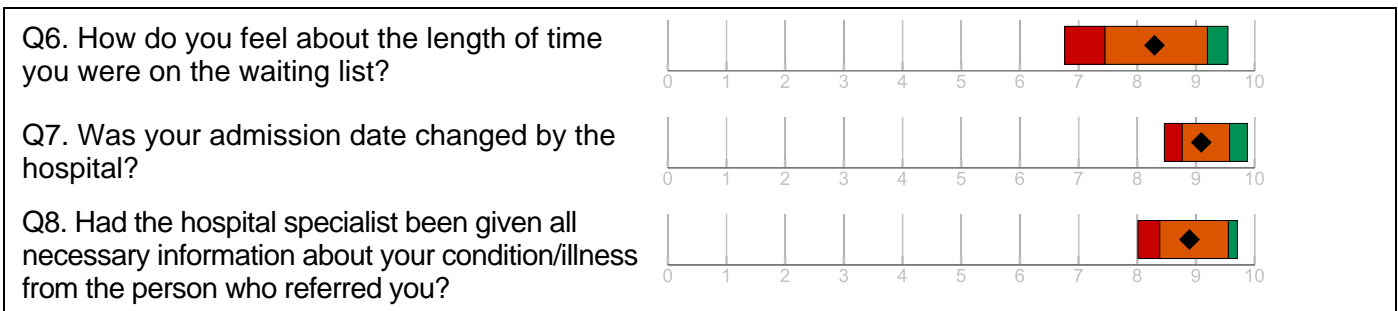 Q6. How do you feel about the length of time
you were on the waiting list?
0 1 2 3 4 5 6 7 8 9 10
Q7. Was your admission date changed by the
hospital?
0 1 2 3 4 5 6 7 8 9 10
Q8. Had the hospital specialist been given all
necessary information about your condition/illness
from the person who referred you?
0 1 2 3 4 5 6 7 8 9 10